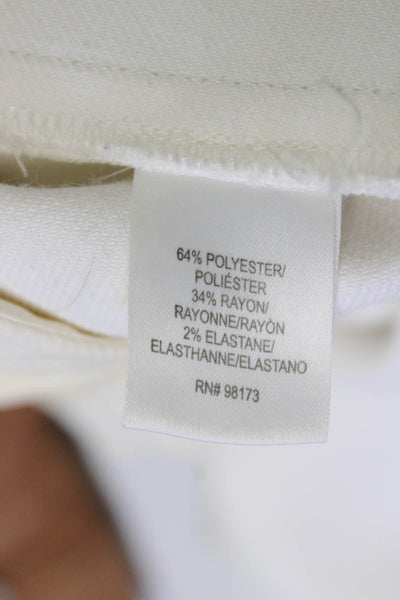 64% POLYESTER/
POLIÉSTER
34% RAYON/
RAYONNE/RAYÓN
2% ELASTANE/
ELASTHANNE/ELASTANO
RN# 98173